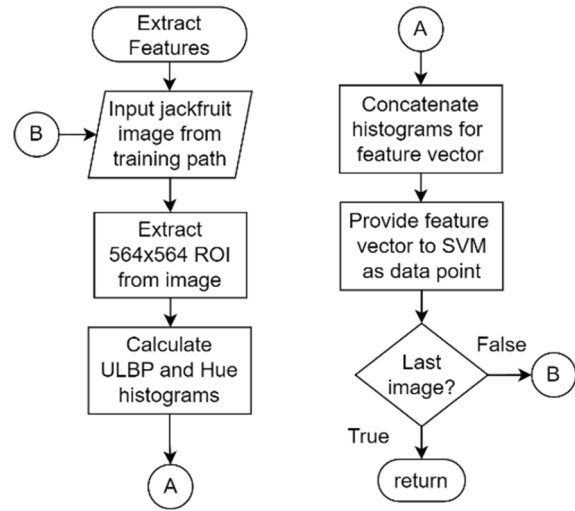 Extract
Features
B
Input jackfruit
image from
training path
Extract
564x564 ROI
from image
Calculate
ULBP and Hue
histograms
A
A
Concatenate
histograms for
feature vector
Provide feature
vector to SVM
as data point
Last
image?
False
B
True
return